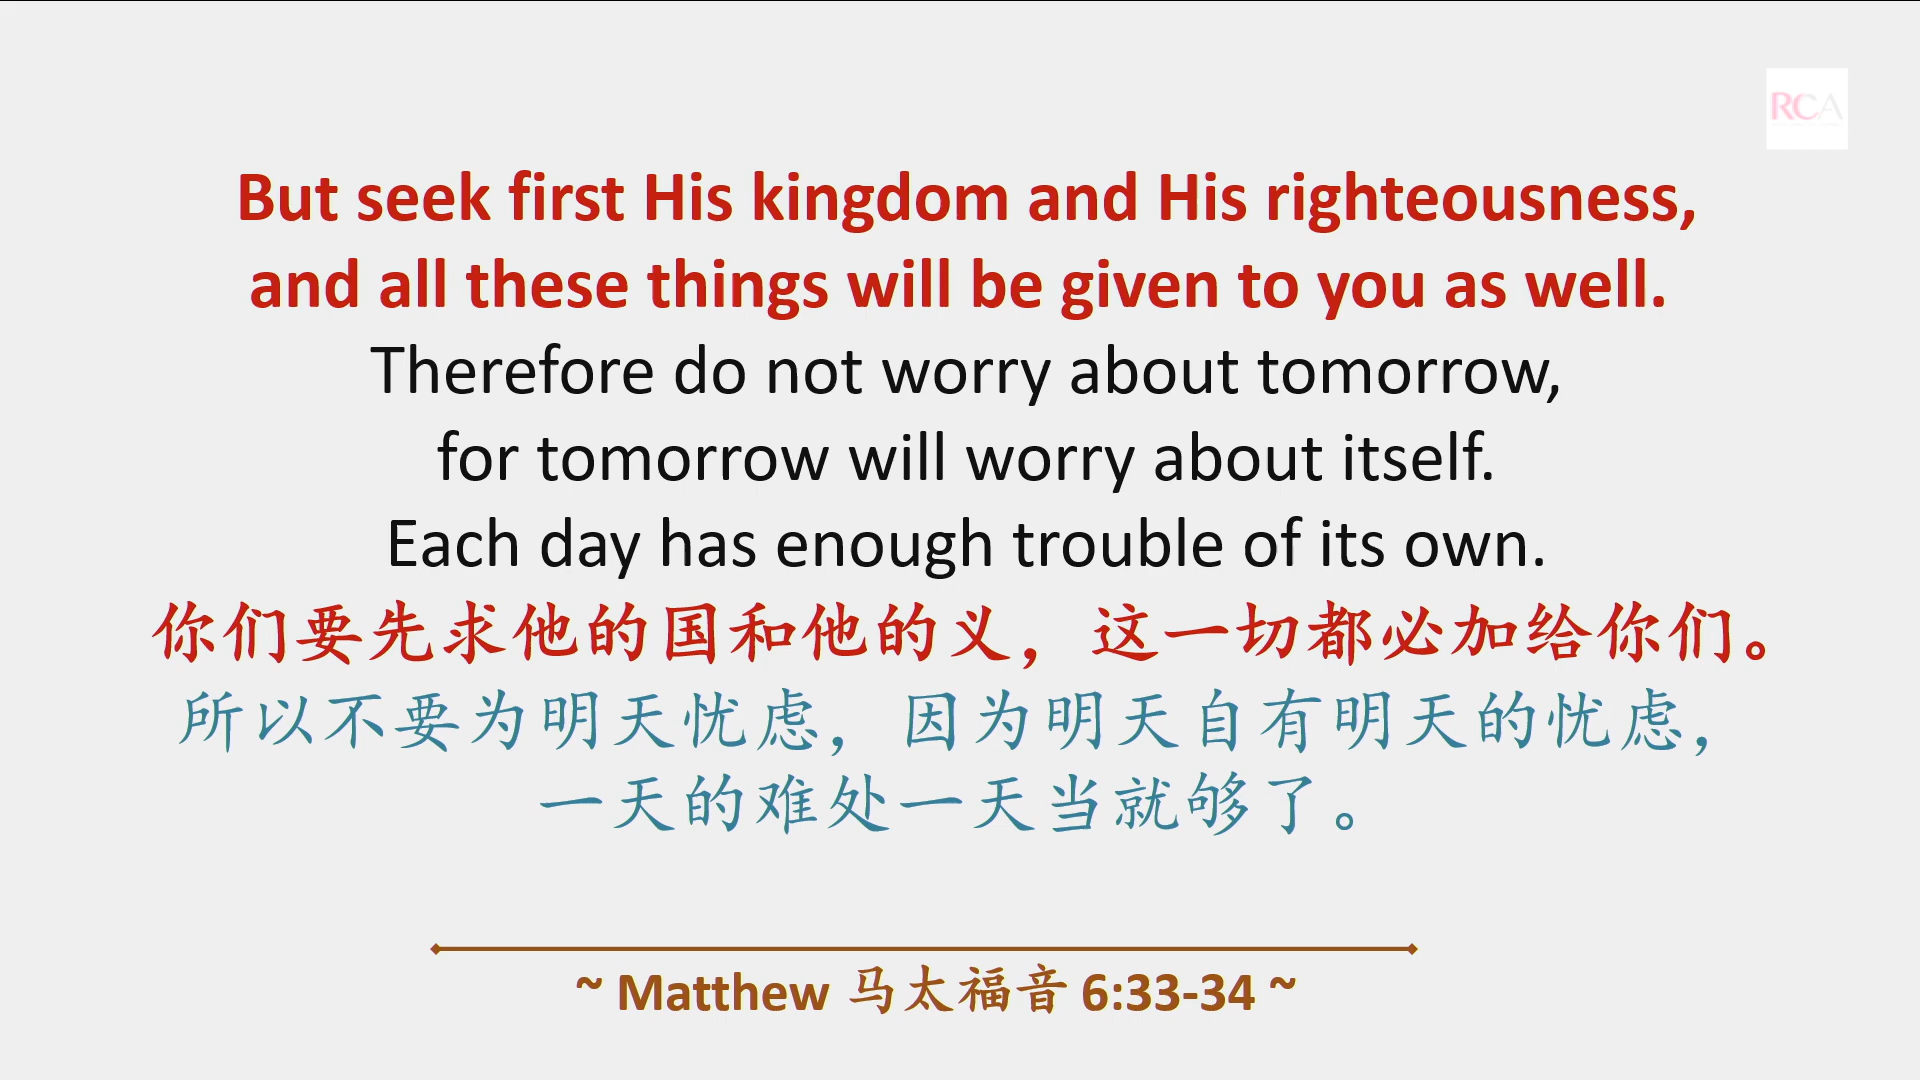 RCA
But seek first His kingdom and His righteousness,
and all these things will be given to you as well.
Therefore do not worry about tomorrow,
for tomorrow will worry about itself.
Each day has enough trouble of its own.
你们要先求他的国和他的义，这一切都必加给你们。
所以不要为明天忧虑，因为明天自有明天的忧虑，
一天的难处一天当就够了。
~ Matthew 马太福音 6:33-34 ~